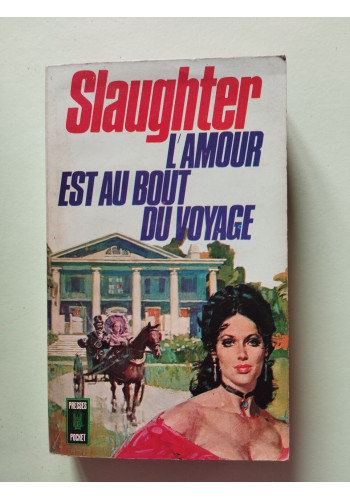 Slaughter
L'AMOUR
EST AU BOUT
DU VOYAGE
PRESSES
POCKET